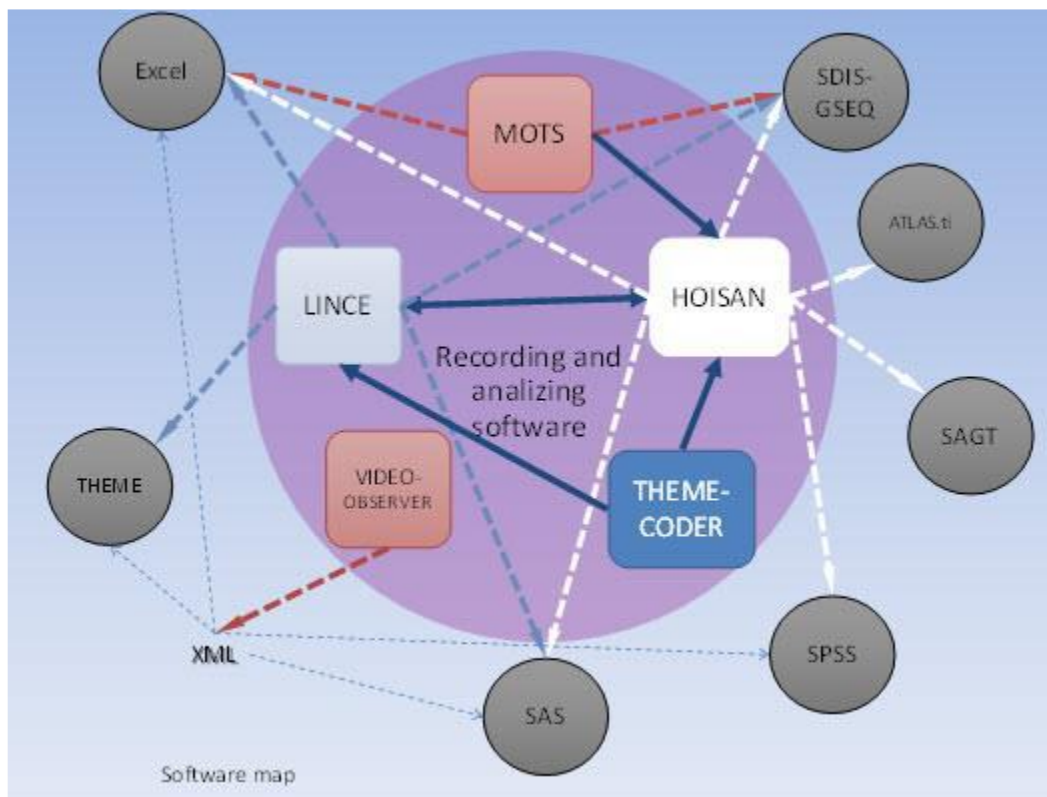 Excel
MOTS
SDIS-
GSEQ
ATLAS.ti
LINCE
HOISAN
Recording and
analizing
software
SAGT
THEME
VIDEO-
OBSERVER
THEME-
CODER
XML
SPSS
SAS
Software map